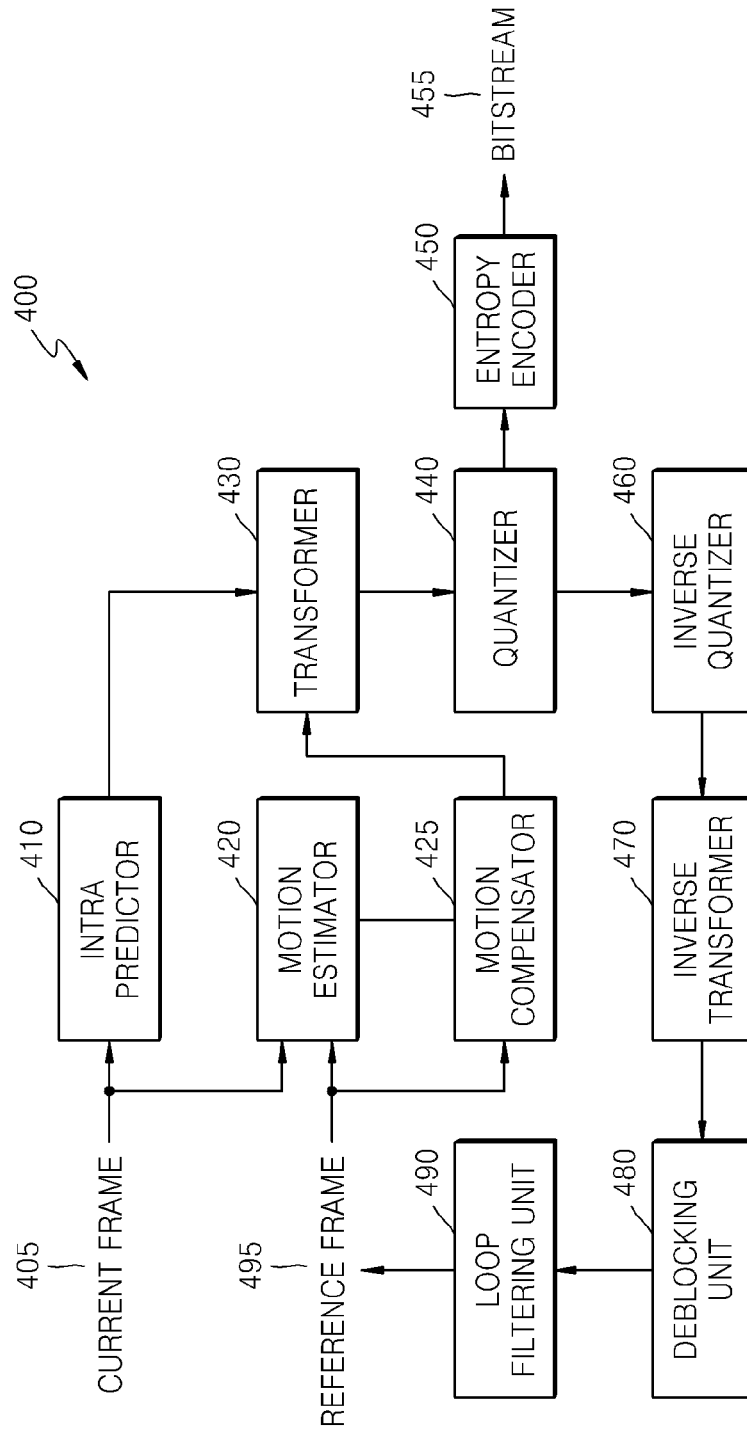 400
405
CURRENT FRAME
410
INTRA
PREDICTOR
495
REFERENCE FRAME
420
MOTION
ESTIMATOR
425
MOTION
COMPENSATOR
430
TRANSFORMER
440
QUANTIZER
450
ENTROPY
ENCODER
455
BITSTREAM
460
INVERSE
QUANTIZER
470
INVERSE
TRANSFORMER
480
DEBLOCKING
UNIT
490
LOOP
FILTERING UNIT